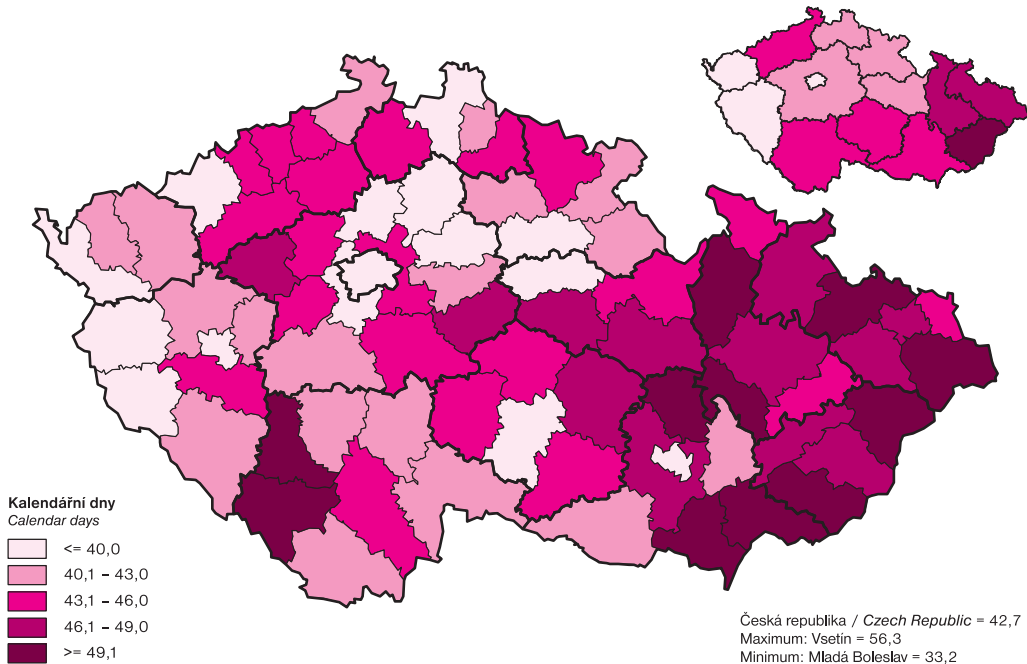 Kalendářní dny
Calendar days
<= 40,0
40,1 – 43,0
43,1 – 46,0
46,1 – 49,0
>= 49,1
Česká republika / Czech Republic = 42,7
Maximum: Vsetín = 56,3
Minimum: Mladá Boleslav = 33,2